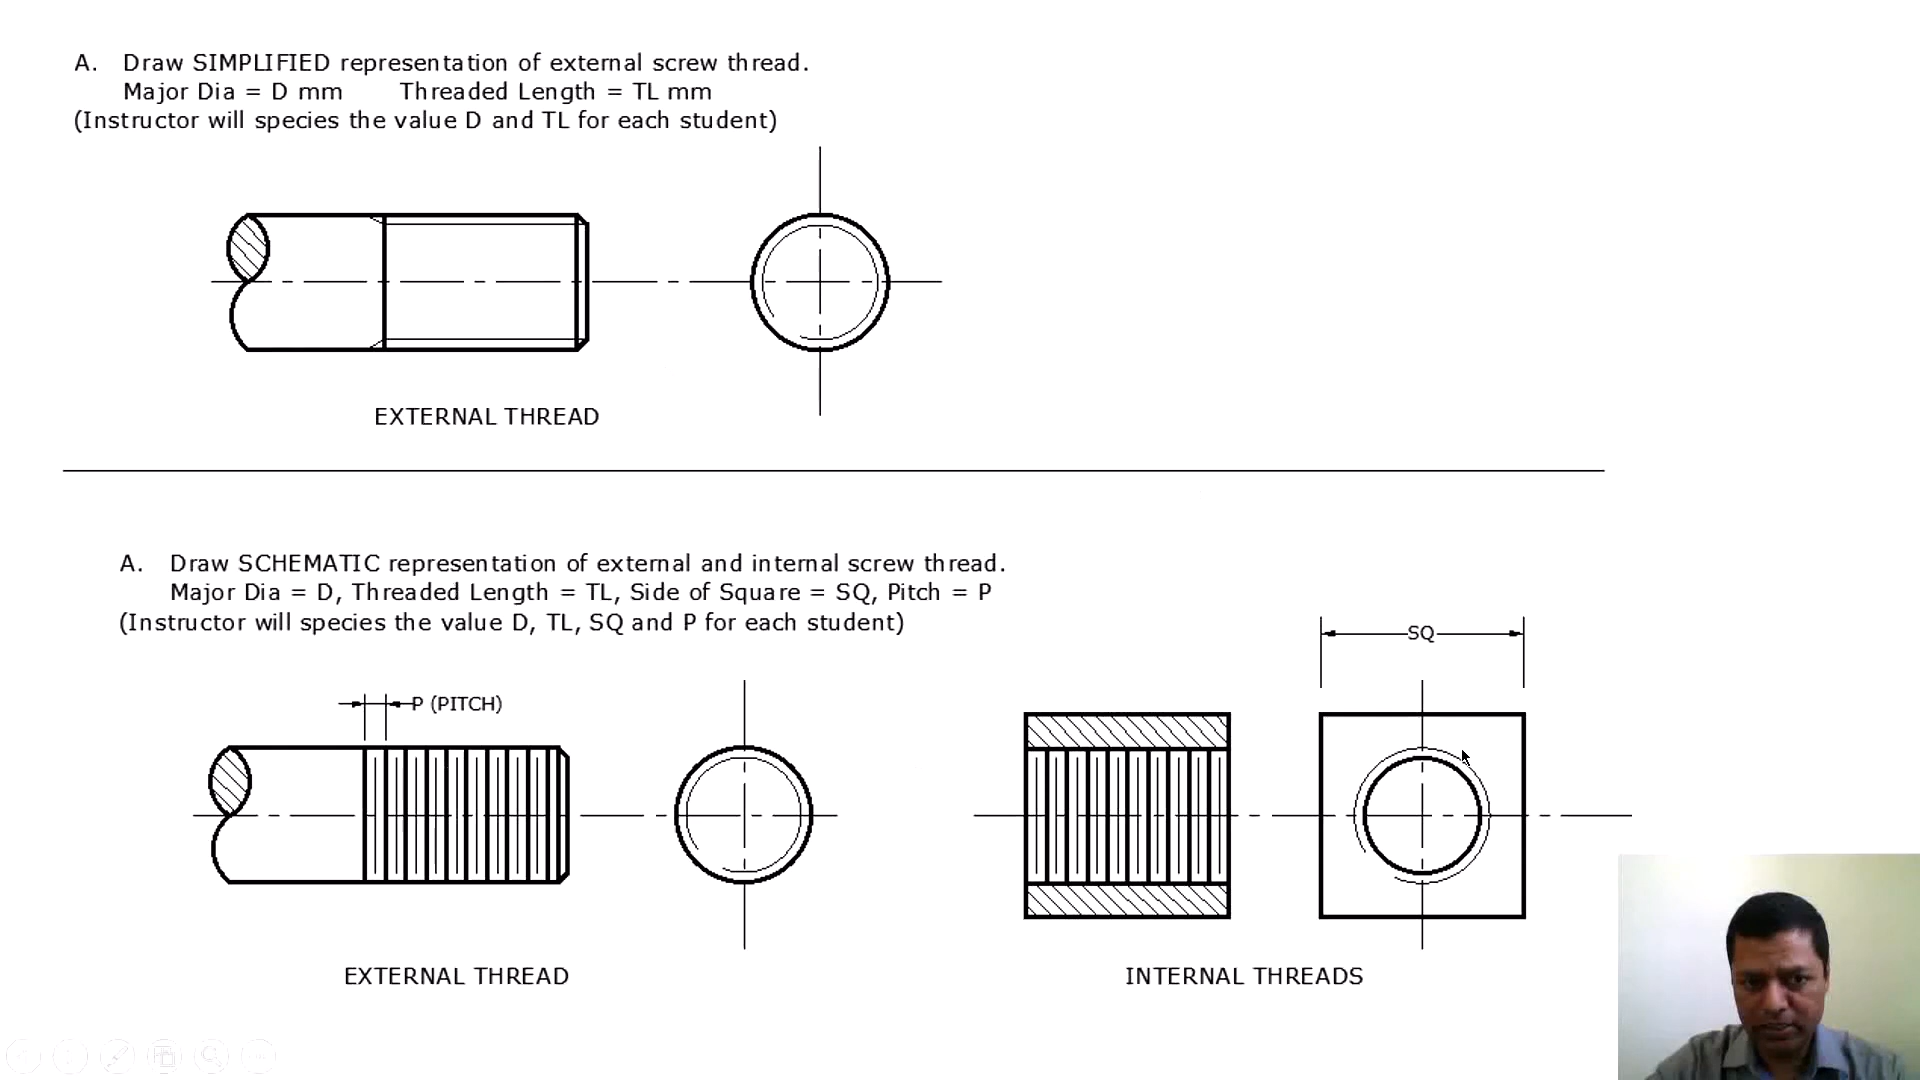 A. Draw SIMPLIFIED representation of external screw thread.
Major Dia = D mm Threaded Length = TL mm
(Instructor will species the value D and TL for each student)
EXTERNAL THREAD
A. Draw SCHEMATIC representation of external and internal screw thread.
Major Dia = D, Threaded Length = TL, Side of Square = SQ, Pitch = P
(Instructor will species the value D, TL, SQ and P for each student)
SQ
P (PITCH)
EXTERNAL THREAD
INTERNAL THREADS